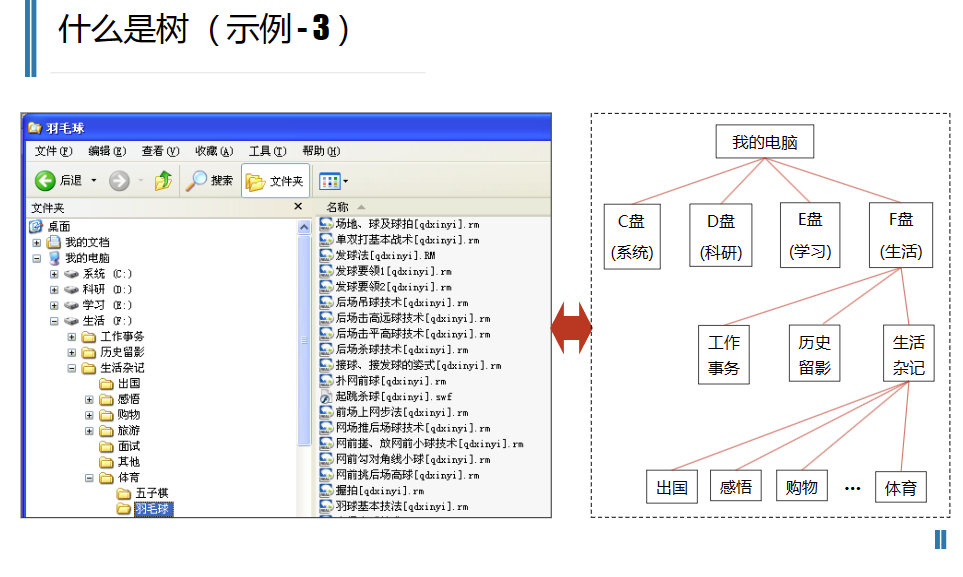 什么是树（示例 - 3 ）
羽毛球
文件(F) 编辑(E) 查看(V) 收藏(A) 工具(T) 帮助(H)
后退 搜索 文件夹
文件夹
名称
桌面
我的文档
我的电脑
系统 (C:)
科研 (D:)
学习 (E:)
生活 (F:)
工作事务
历史留影
生活杂记
出国
感悟
购物
旅游
面试
其他
体育
五子棋
羽毛球
场地、球及球拍[qdxinyi].rm
单双打基本战术[qdxinyi].rm
发球法[qdxinyi].RM
发球要领1[qdxinyi].rm
发球要领2[qdxinyi].rm
后场吊球技术[qdxinyi].rm
后场击高远球技术[qdxinyi].rm
后场击平高球技术[qdxinyi].rm
后场杀球技术[qdxinyi].rm
接球、接发球的姿式[qdxinyi].rm
扑网前球[qdxinyi].rm
起跳杀球[qdxinyi].swf
前场上网步法[qdxinyi].rm
网场推后场球技术[qdxinyi].rm
网前搓、放网前小球技术[qdxinyi].rm
网前勾对角线小球[qdxinyi].rm
网前挑后场高球[qdxinyi].rm
握拍[qdxinyi].rm
羽球基本技法[qdxinyi].rm
我的电脑
C盘
(系统)
D盘
(科研)
E盘
(学习)
F盘
(生活)
工作
事务
历史
留影
生活
杂记
出国
感悟
购物
...
体育